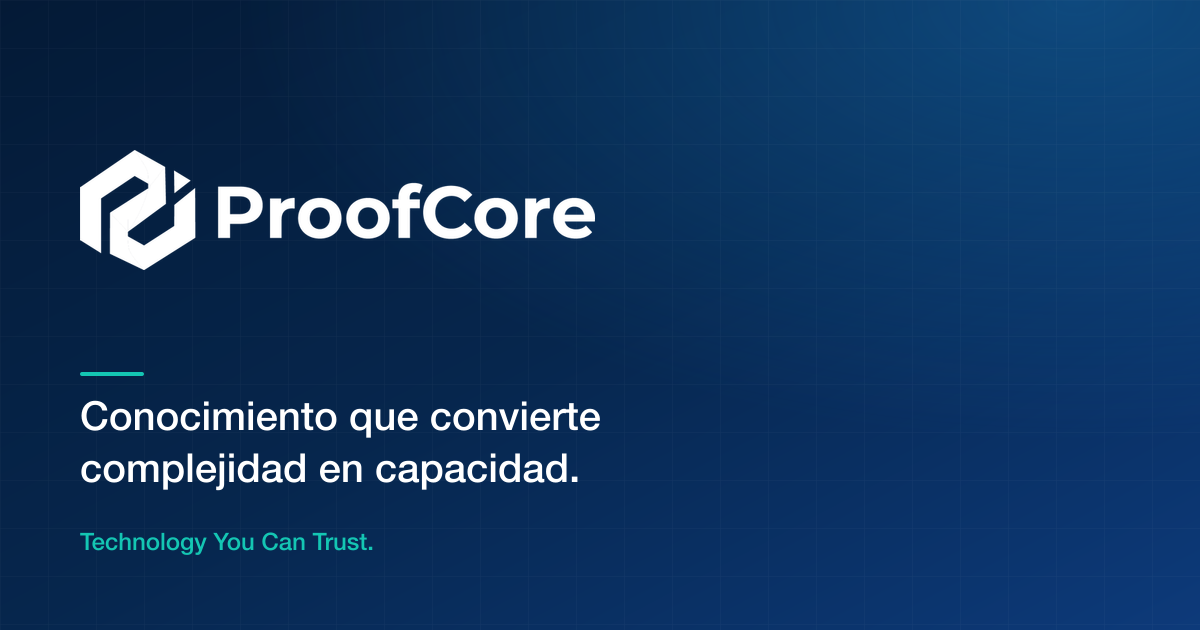 ProofCore
Conocimiento que convierte
complejidad en capacidad.
Technology You Can Trust.